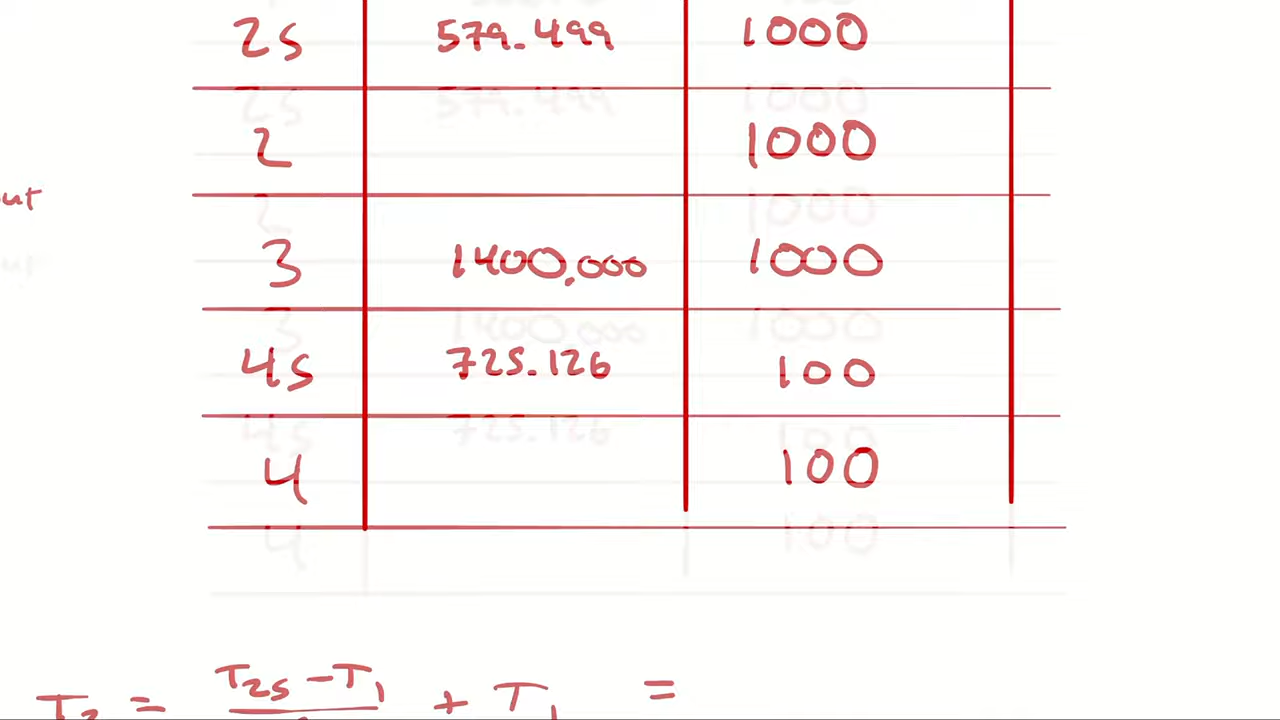 2s 579.499 1000
2 1000
out
3 1400.000 1000
4s 725.126 100
4 100
T2s - T1
T2 = + T1 =